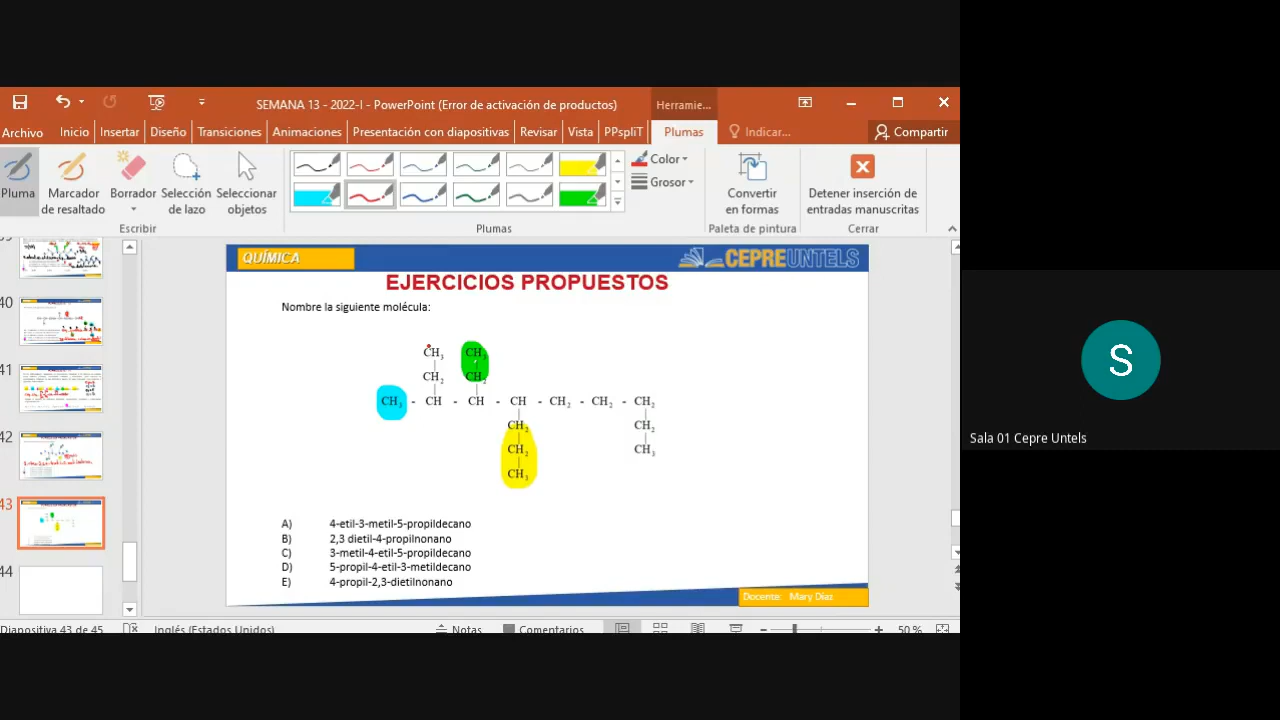 SEMANA 13 - 2022-I - PowerPoint (Error de activación de productos)
Herramie...
Archivo Inicio Insertar Diseño Transiciones Animaciones Presentación con diapositivas Revisar Vista PPspliT Plumas Indicar... Compartir
Pluma
Marcador de resaltado
Borrador
Selección de lazo
Seleccionar objetos
Color
Grosor
Convertir en formas
Detener inserción de entradas manuscritas
Escribir
Plumas
Paleta de pintura
Cerrar
40
41
42
43
44
QUÍMICA
CEPREUNTELS
EJERCICIOS PROPUESTOS
Nombre la siguiente molécula:
CH3 CH3
CH2 CH2
CH3 - CH - CH - CH - CH2 - CH2 - CH2
CH2 CH2
CH2 CH3
CH3
A) 4-etil-3-metil-5-propildecano
B) 2,3 dietil-4-propilnonano
C) 3-metil-4-etil-5-propildecano
D) 5-propil-4-etil-3-metildecano
E) 4-propil-2,3-dietilnonano
Docente: Mary Díaz
Diapositiva 43 de 45
Inglés (Estados Unidos)
Notas
Comentarios
50 %
S
Sala 01 Cepre Untels